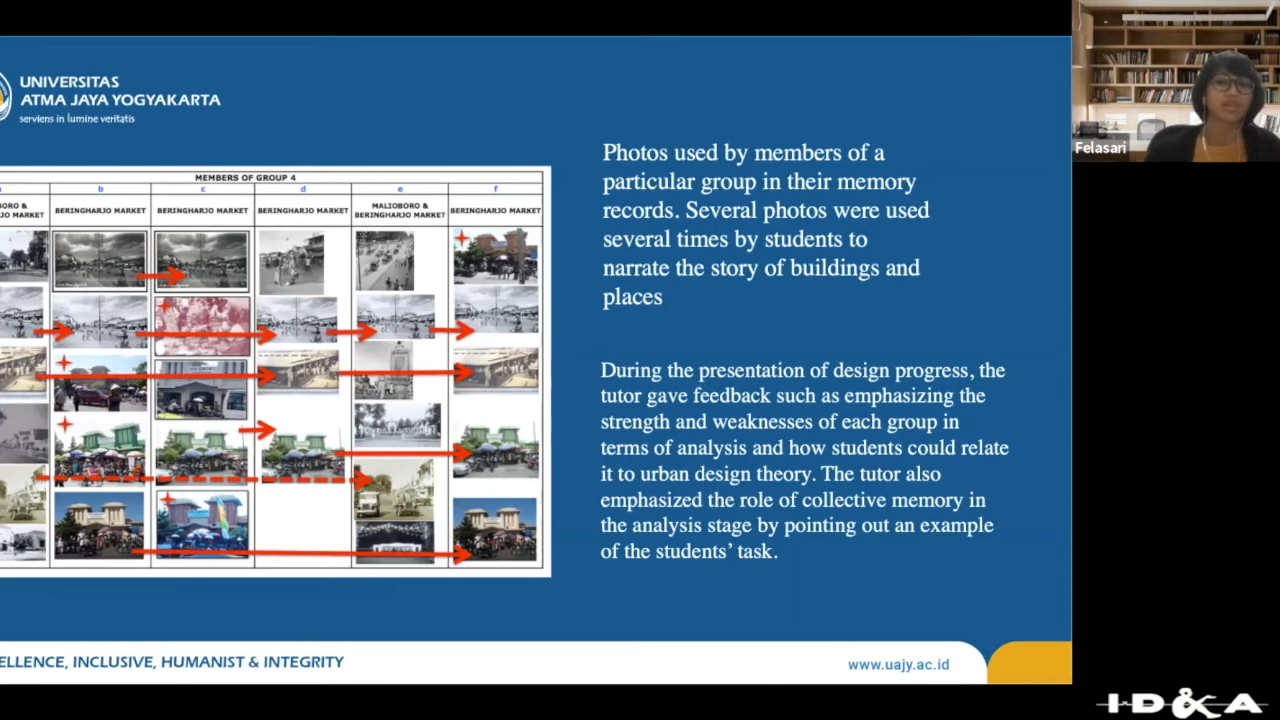 UNIVERSITAS
ATMA JAYA YOGYAKARTA
serviens in lumine veritatis
MEMBERS OF GROUP 4
b c d e f
BORO &
JO MARKET
BERINGHARJO MARKET
BERINGHARJO MARKET
BERINGHARJO MARKET
MALIOBORO &
BERINGHARJO MARKET
BERINGHARJO MARKET
Photos used by members of a
particular group in their memory
records. Several photos were used
several times by students to
narrate the story of buildings and
places
During the presentation of design progress, the
tutor gave feedback such as emphasizing the
strength and weaknesses of each group in
terms of analysis and how students could relate
it to urban design theory. The tutor also
emphasized the role of collective memory in
the analysis stage by pointing out an example
of the students' task.
ELLENCE, INCLUSIVE, HUMANIST & INTEGRITY
www.uajy.ac.id
Felasari
ID&A